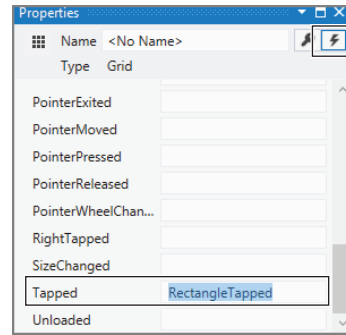 Properties
Name <No Name>
Type Grid
PointerExited
PointerMoved
PointerPressed
PointerReleased
PointerWheelChan...
RightTapped
SizeChanged
Tapped RectangleTapped
Unloaded